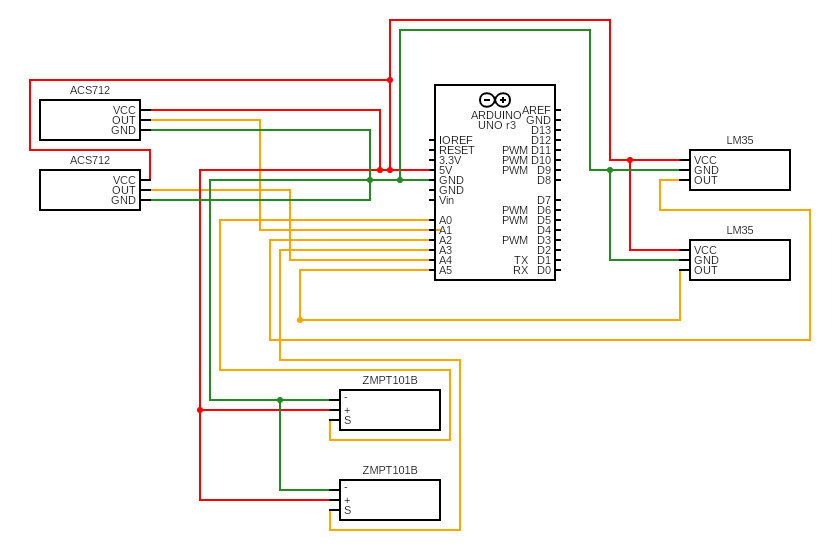 ACS712
VCC
OUT
GND
ACS712
VCC
OUT
GND
ARDUINO
UNO r3
IOREF
RESET
3.3V
5V
GND
GND
Vin
A0
A1
A2
A3
A4
A5
AREF
GND
D13
D12
PWM D11
PWM D10
PWM D9
D8
D7
PWM D6
PWM D5
D4
PWM D3
D2
TX D1
RX D0
LM35
VCC
GND
OUT
LM35
VCC
GND
OUT
ZMPT101B
-
+
S
ZMPT101B
-
+
S